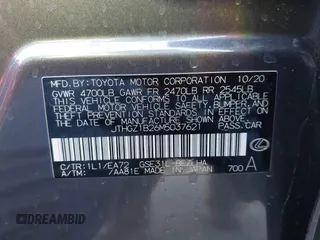 MFD. BY: TOYOTA MOTOR CORPORATION 10/20
GVWR 4700LB GAWR FR 2470LB RR 2545LB
THIS VEHICLE CONFORMS TO ALL APPLICABLE
FEDERAL MOTOR VEHICLE SAFETY, BUMPER, AND
THEFT PREVENTION STANDARDS IN EFFECT ON
THE DATE OF MANUFACTURE SHOWN ABOVE.
JTHGZ1B26M5037621 PASS. CAR
C/TR: 1L1/EA72 GSE31L-BEZLHA
A/TM: /AA81E MADE IN JAPAN 700 A
DREAMBID